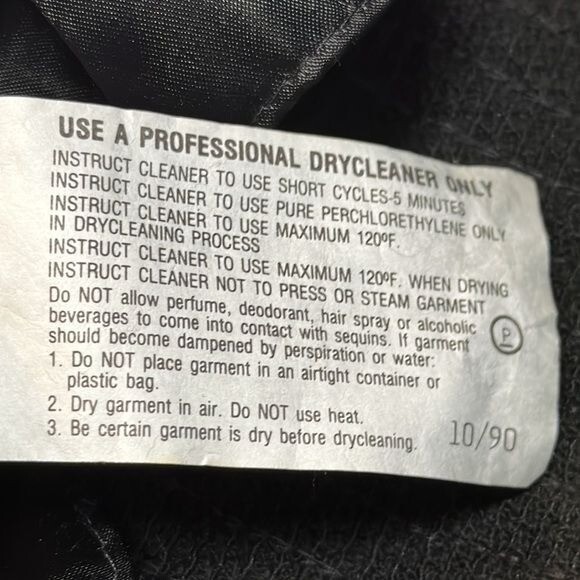 USE A PROFESSIONAL DRYCLEANER ONLY
INSTRUCT CLEANER TO USE SHORT CYCLES-5 MINUTES
INSTRUCT CLEANER TO USE PURE PERCHLORETHYLENE ONLY
INSTRUCT CLEANER TO USE MAXIMUM 120ºF.
IN DRYCLEANING PROCESS
INSTRUCT CLEANER TO USE MAXIMUM 120ºF. WHEN DRYING
INSTRUCT CLEANER NOT TO PRESS OR STEAM GARMENT
Do NOT allow perfume, deodorant, hair spray or alcoholic
beverages to come into contact with sequins. If garment
should become dampened by perspiration or water:
P
1. Do NOT place garment in an airtight container or
plastic bag.
2. Dry garment in air. Do NOT use heat.
3. Be certain garment is dry before drycleaning.
10/90